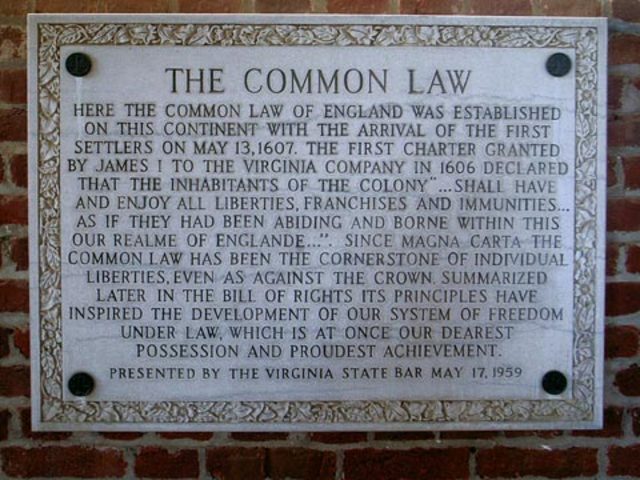 THE COMMON LAW
HERE THE COMMON LAW OF ENGLAND WAS ESTABLISHED
ON THIS CONTINENT WITH THE ARRIVAL OF THE FIRST
SETTLERS ON MAY 13, 1607. THE FIRST CHARTER GRANTED
BY JAMES I TO THE VIRGINIA COMPANY IN 1606 DECLARED
THAT THE INHABITANTS OF THE COLONY "...SHALL HAVE
AND ENJOY ALL LIBERTIES, FRANCHISES AND IMMUNITIES...
AS IF THEY HAD BEEN ABIDING AND BORNE WITHIN THIS
OUR REALME OF ENGLANDE...". SINCE MAGNA CARTA THE
COMMON LAW HAS BEEN THE CORNERSTONE OF INDIVIDUAL
LIBERTIES, EVEN AS AGAINST THE CROWN. SUMMARIZED
LATER IN THE BILL OF RIGHTS ITS PRINCIPLES HAVE
INSPIRED THE DEVELOPMENT OF OUR SYSTEM OF FREEDOM
UNDER LAW, WHICH IS AT ONCE OUR DEAREST
POSSESSION AND PROUDEST ACHIEVEMENT.
PRESENTED BY THE VIRGINIA STATE BAR MAY 17, 1959